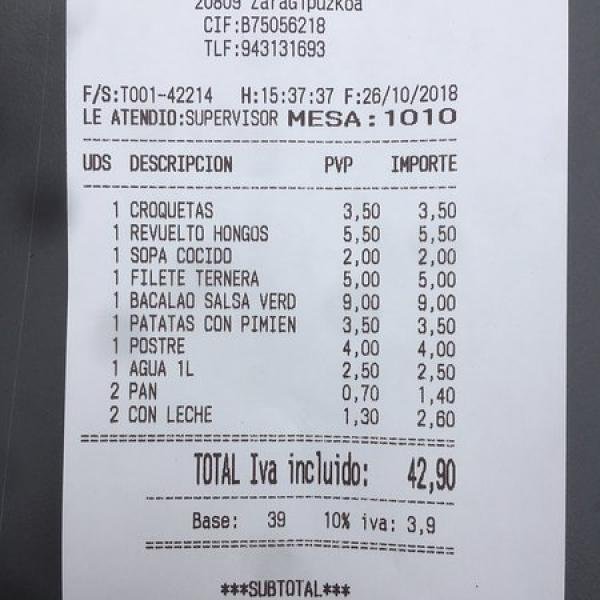 20809 ZaraGipuzkoa
CIF:B75056218
TLF:943131693
F/S:T001-42214 H:15:37:37 F:26/10/2018
LE ATENDIO:SUPERVISOR MESA:1010
UDS DESCRIPCION PVP IMPORTE
1 CROQUETAS 3,50 3,50
1 REVUELTO HONGOS 5,50 5,50
1 SOPA COCIDO 2,00 2,00
1 FILETE TERNERA 5,00 5,00
1 BACALAO SALSA VERD 9,00 9,00
1 PATATAS CON PIMIEN 3,50 3,50
1 POSTRE 4,00 4,00
1 AGUA 1L 2,50 2,50
2 PAN 0,70 1,40
2 CON LECHE 1,30 2,60
TOTAL Iva incluido: 42,90
Base: 39 10% iva: 3,9
***SUBTOTAL***